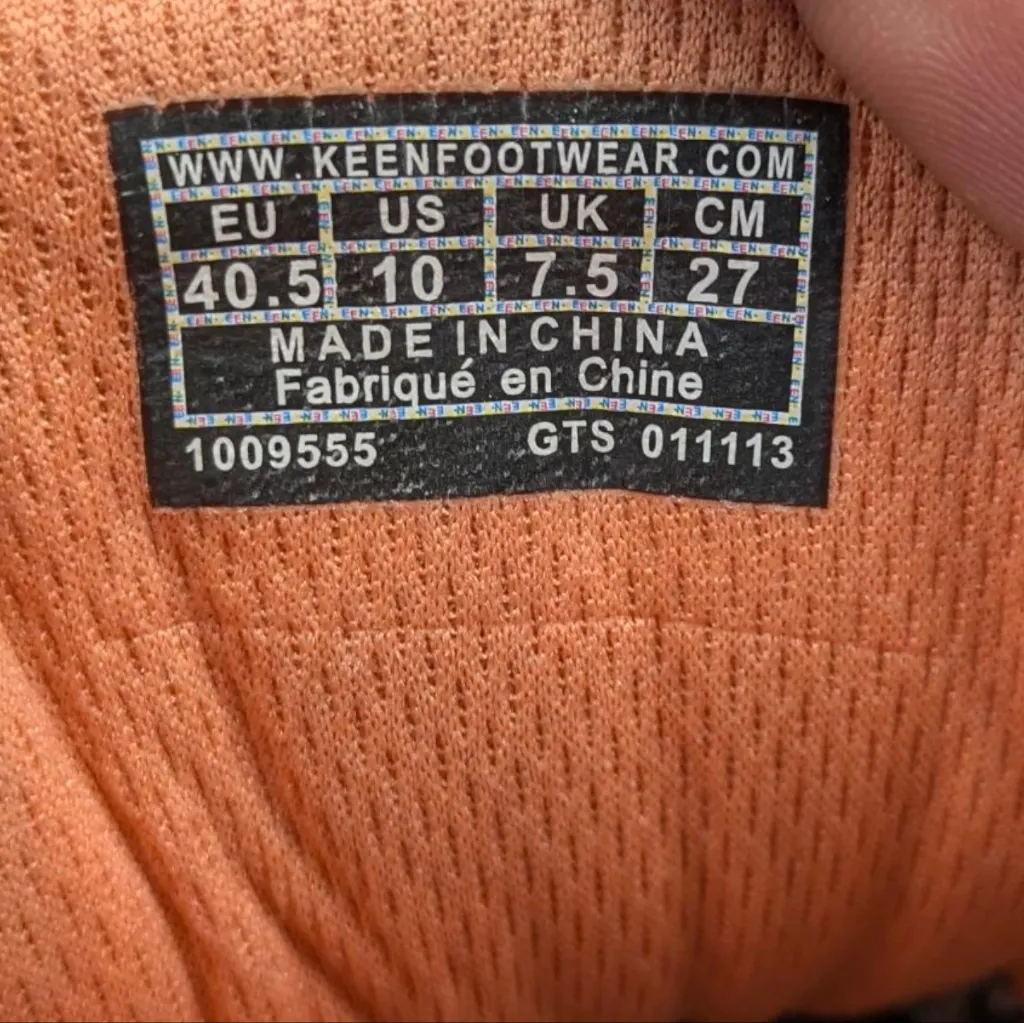 WWW.KEENFOOTWEAR.COM
EU US UK CM
40.5 10 7.5 27
MADE IN CHINA
Fabriqué en Chine
1009555 GTS 011113